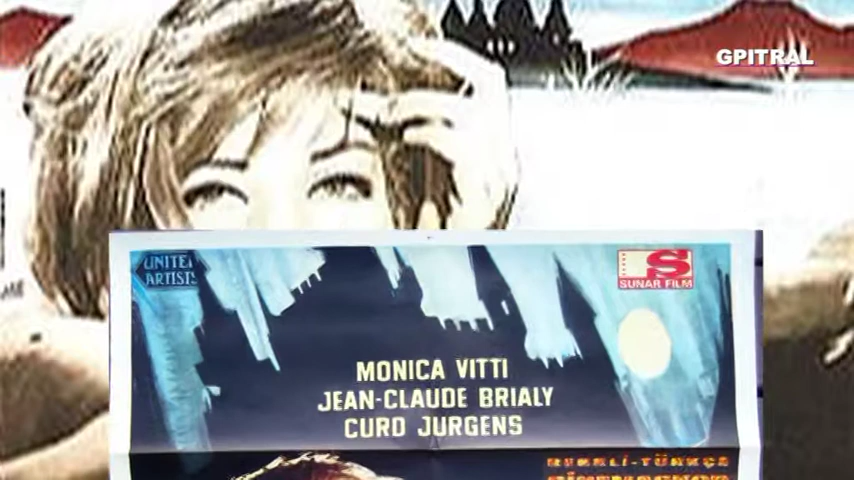 GPITRAL
UNITED
ARTISTS
S
SUNAR FILM
MONICA VITTI
JEAN-CLAUDE BRIALY
CURD JURGENS
RENKLİ-TÜRKÇE